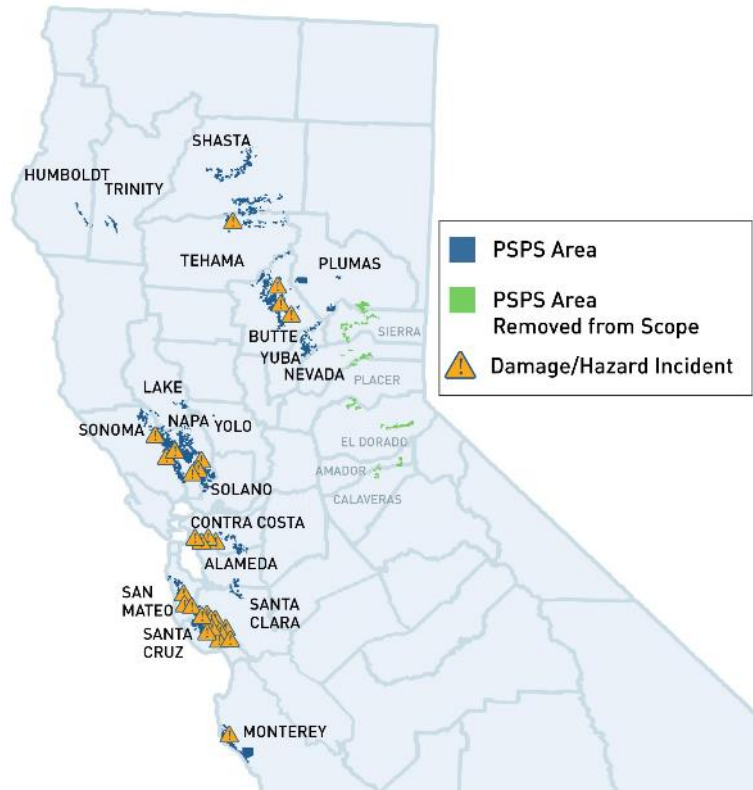 SHASTA
HUMBOLDT
TRINITY
TEHAMA
PLUMAS
BUTTE
YUBA
NEVADA
SIERRA
PLACER
LAKE
NAPA
YOLO
SONOMA
EL DORADO
SOLANO
AMADOR
CALAVERAS
CONTRA COSTA
ALAMEDA
SAN
MATEO
SANTA
CLARA
SANTA
CRUZ
MONTEREY
PSPS Area
PSPS Area
Removed from Scope
Damage/Hazard Incident